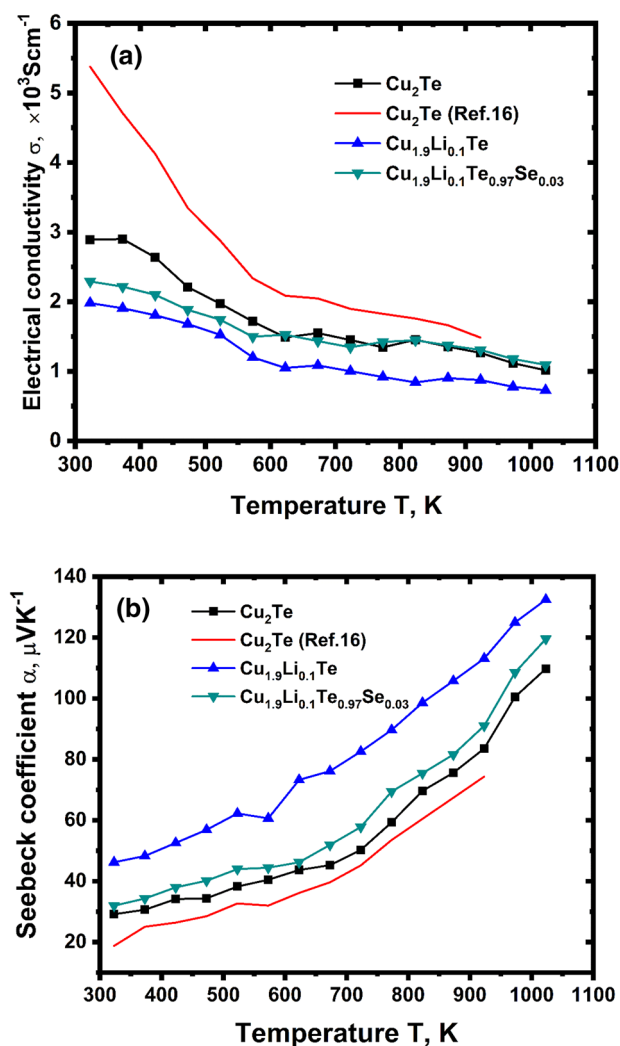 (a)
Cu₂Te
Cu₂Te (Ref.16)
Cu₁.₉Li₀.₁Te
Cu₁.₉Li₀.₁Te₀.₉₇Se₀.₀₃
Electrical conductivity σ, ×10³Scm⁻¹
6
5
4
3
2
1
0
300 400 500 600 700 800 900 1000 1100
Temperature T, K
(b)
Cu₂Te
Cu₂Te (Ref.16)
Cu₁.₉Li₀.₁Te
Cu₁.₉Li₀.₁Te₀.₉₇Se₀.₀₃
Seebeck coefficient α, μVK⁻¹
140
120
100
80
60
40
20
300 400 500 600 700 800 900 1000 1100
Temperature T, K